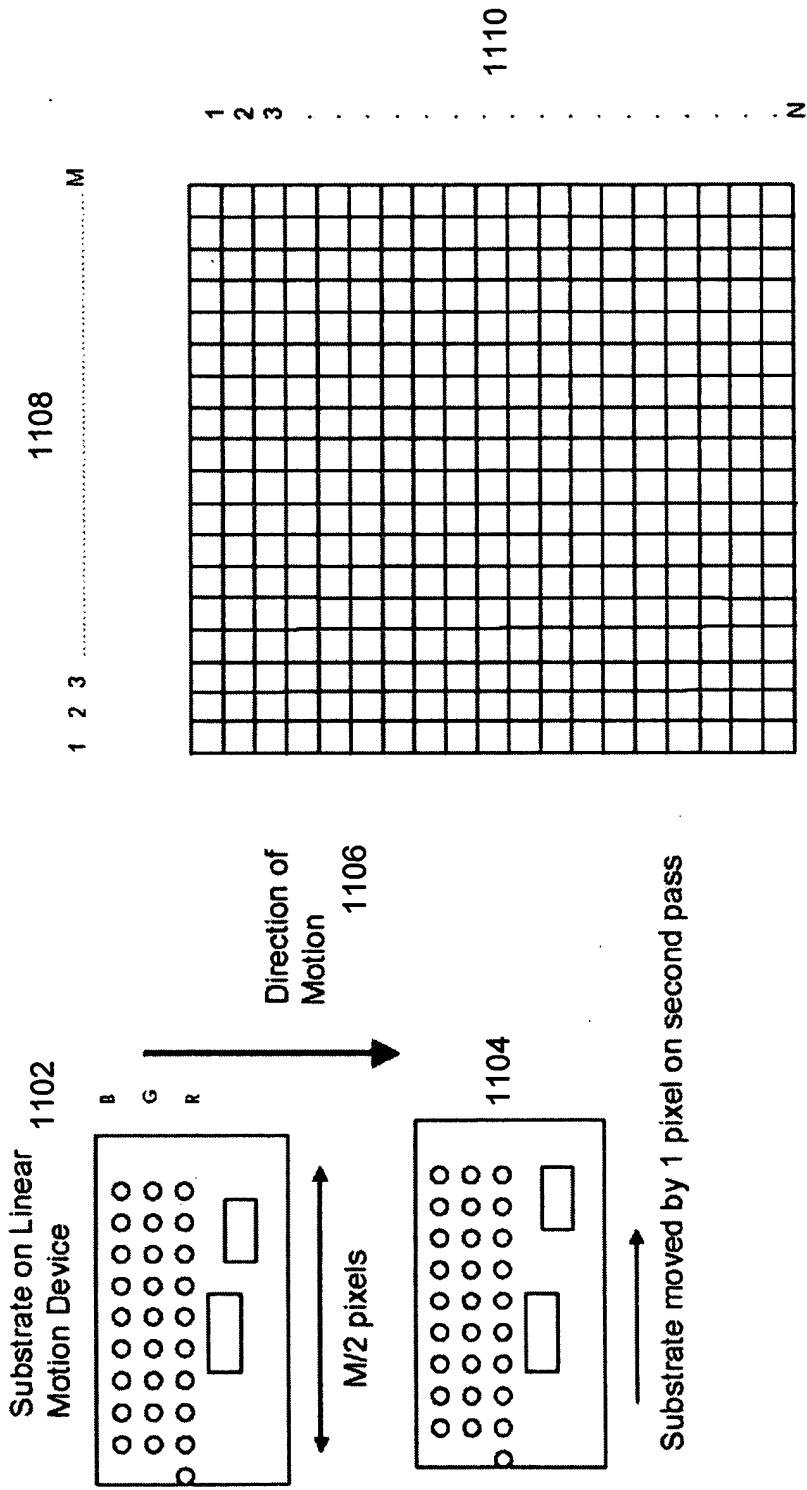 Substrate on Linear
Motion Device
1102
B
G
R
Direction of
Motion
1106
M/2 pixels
1104
Substrate moved by 1 pixel on second pass
1108
1 2 3 ........ M
1
2
3
.
.
.
N
1110